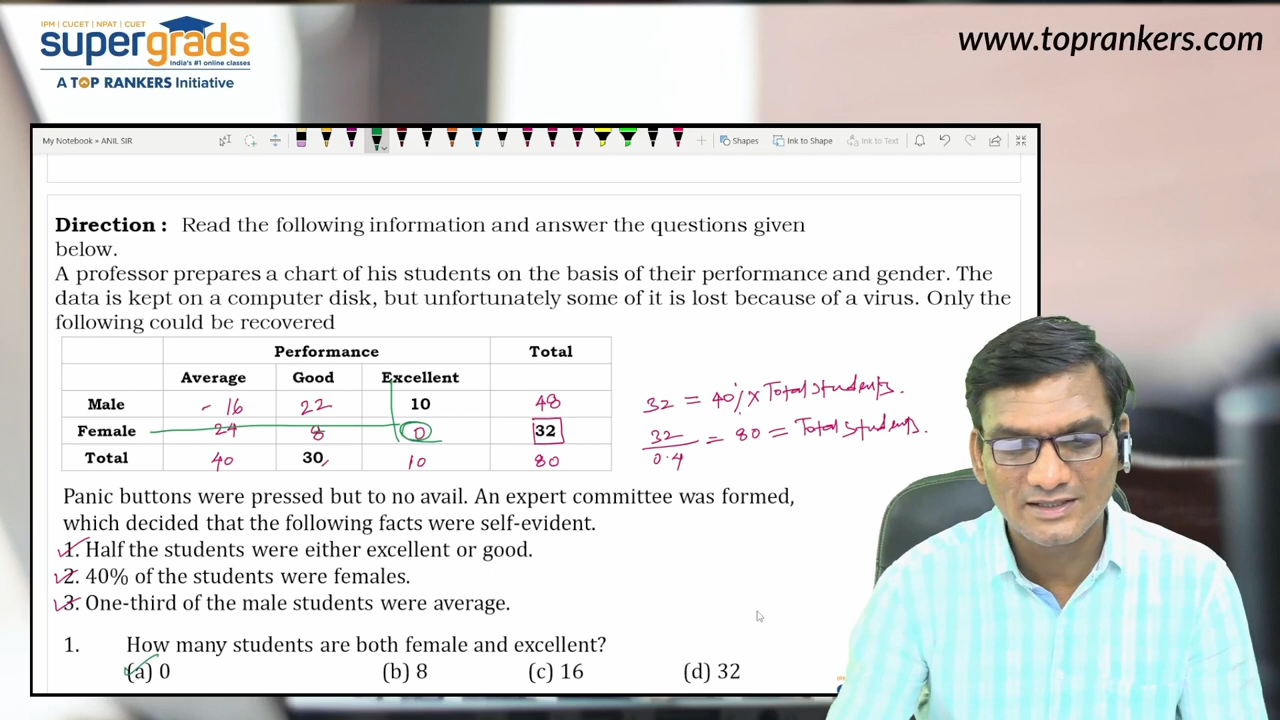 IPM | CUCET | NPAT | CUET
supergrads
India's #1 online classes
A TOP RANKERS Initiative
www.toprankers.com
My Notebook » ANIL SIR
Shapes Ink to Shape Ink to Text
Direction : Read the following information and answer the questions given
below.
A professor prepares a chart of his students on the basis of their performance and gender. The
data is kept on a computer disk, but unfortunately some of it is lost because of a virus. Only the
following could be recovered
Performance Total
Average Good Excellent
Male - 16 22 10 48
Female 24 8 0 32
Total 40 30, 10 80
32 = 40% x Total Students.
32/0.4 = 80 = Total Students.
Panic buttons were pressed but to no avail. An expert committee was formed,
which decided that the following facts were self-evident.
1. Half the students were either excellent or good.
2. 40% of the students were females.
3. One-third of the male students were average.
1. How many students are both female and excellent?
(a) 0 (b) 8 (c) 16 (d) 32